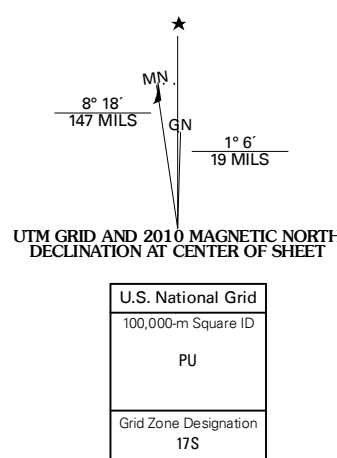 MN
8° 18´
147 MILS
GN
1° 6´
19 MILS
UTM GRID AND 2010 MAGNETIC NORTH
DECLINATION AT CENTER OF SHEET
U.S. National Grid
100,000-m Square ID
PU
Grid Zone Designation
17S